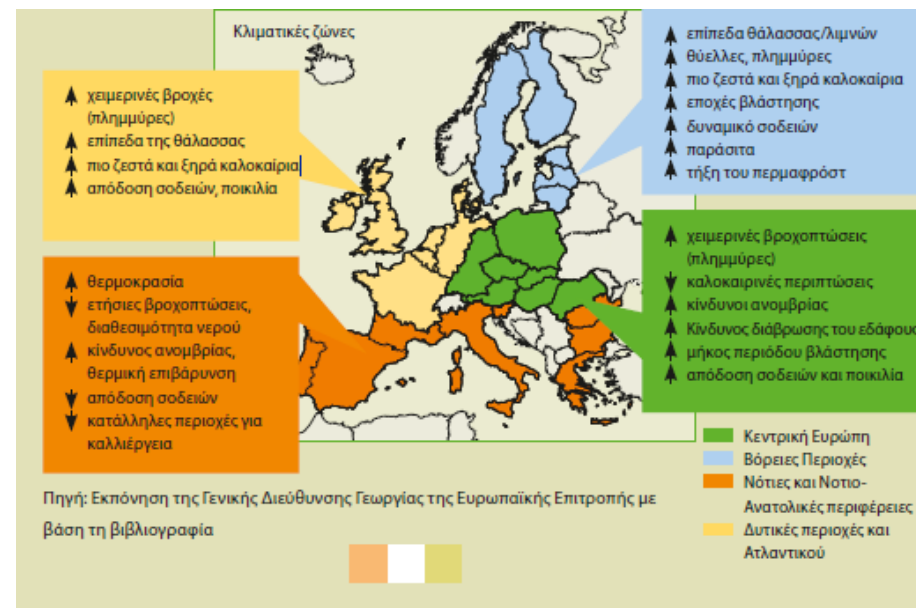 Κλιματικές ζώνες
χειμερινές βροχές
(πλημμύρες)
επίπεδα της θάλασσας
πιο ζεστά και ξηρά καλοκαίρια
απόδοση σοδειών, ποικιλία
επίπεδα θάλασσας/λιμνών
θύελλες, πλημμύρες
πιο ζεστά και ξηρά καλοκαίρια
εποχές βλάστησης
δυναμικό σοδειών
παράσιτα
τήξη του περμαφρόστ
θερμοκρασία
ετήσιες βροχοπτώσεις,
διαθεσιμότητα νερού
κίνδυνος ανομβρίας,
θερμική επιβάρυνση
απόδοση σοδειών
κατάλληλες περιοχές για
καλλιέργεια
χειμερινές βροχοπτώσεις
(πλημμύρες)
καλοκαιρινές περιπτώσεις
κίνδυνοι ανομβρίας
Κίνδυνος διάβρωσης του εδάφους
μήκος περιόδου βλάστησης
απόδοση σοδειών και ποικιλία
Κεντρική Ευρώπη
Βόρειες Περιοχές
Νότιες και Νοτιο-
Ανατολικές περιφέρειες
Δυτικές περιοχές και
Ατλαντικού
Πηγή: Εκπόνηση της Γενικής Διεύθυνσης Γεωργίας της Ευρωπαϊκής Επιτροπής με
βάση τη βιβλιογραφία